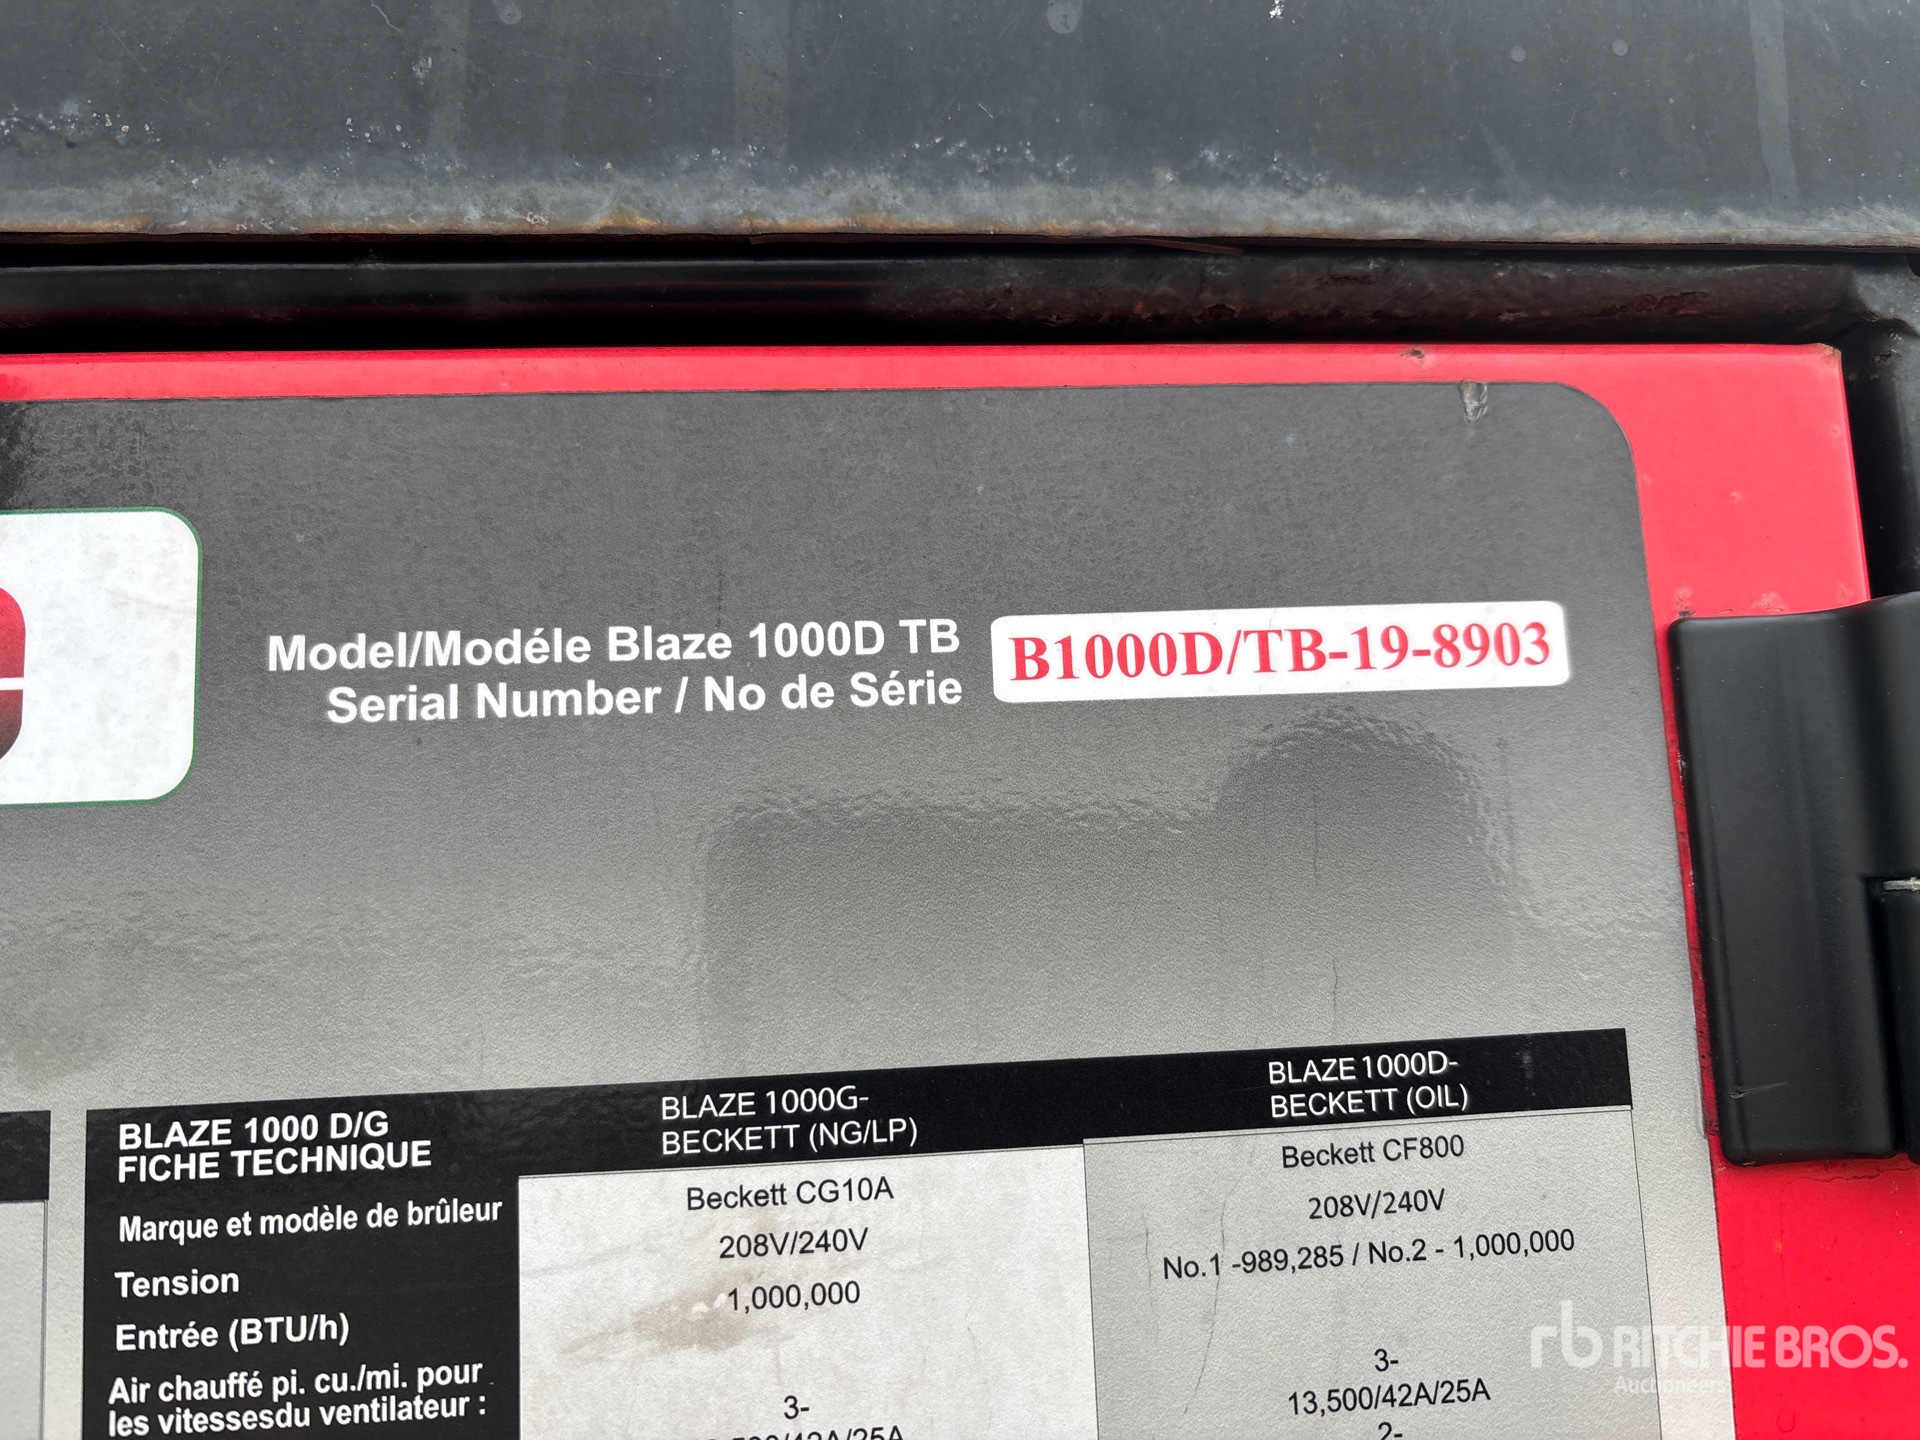 Model/Modéle Blaze 1000D TB
Serial Number / No de Série
B1000D/TB-19-8903
BLAZE 1000 D/G
FICHE TECHNIQUE
BLAZE 1000G-
BECKETT (NG/LP)
BLAZE 1000D-
BECKETT (OIL)
Marque et modèle de brûleur
Beckett CG10A
Beckett CF800
Tension
208V/240V
208V/240V
Entrée (BTU/h)
1,000,000
No.1 -989,285 / No.2 - 1,000,000
Air chauffé pi. cu./mi. pour
les vitessesdu ventilateur :
3-
3-
13,500/42A/25A
2-
rb RITCHIE BROS.
Auctioneers